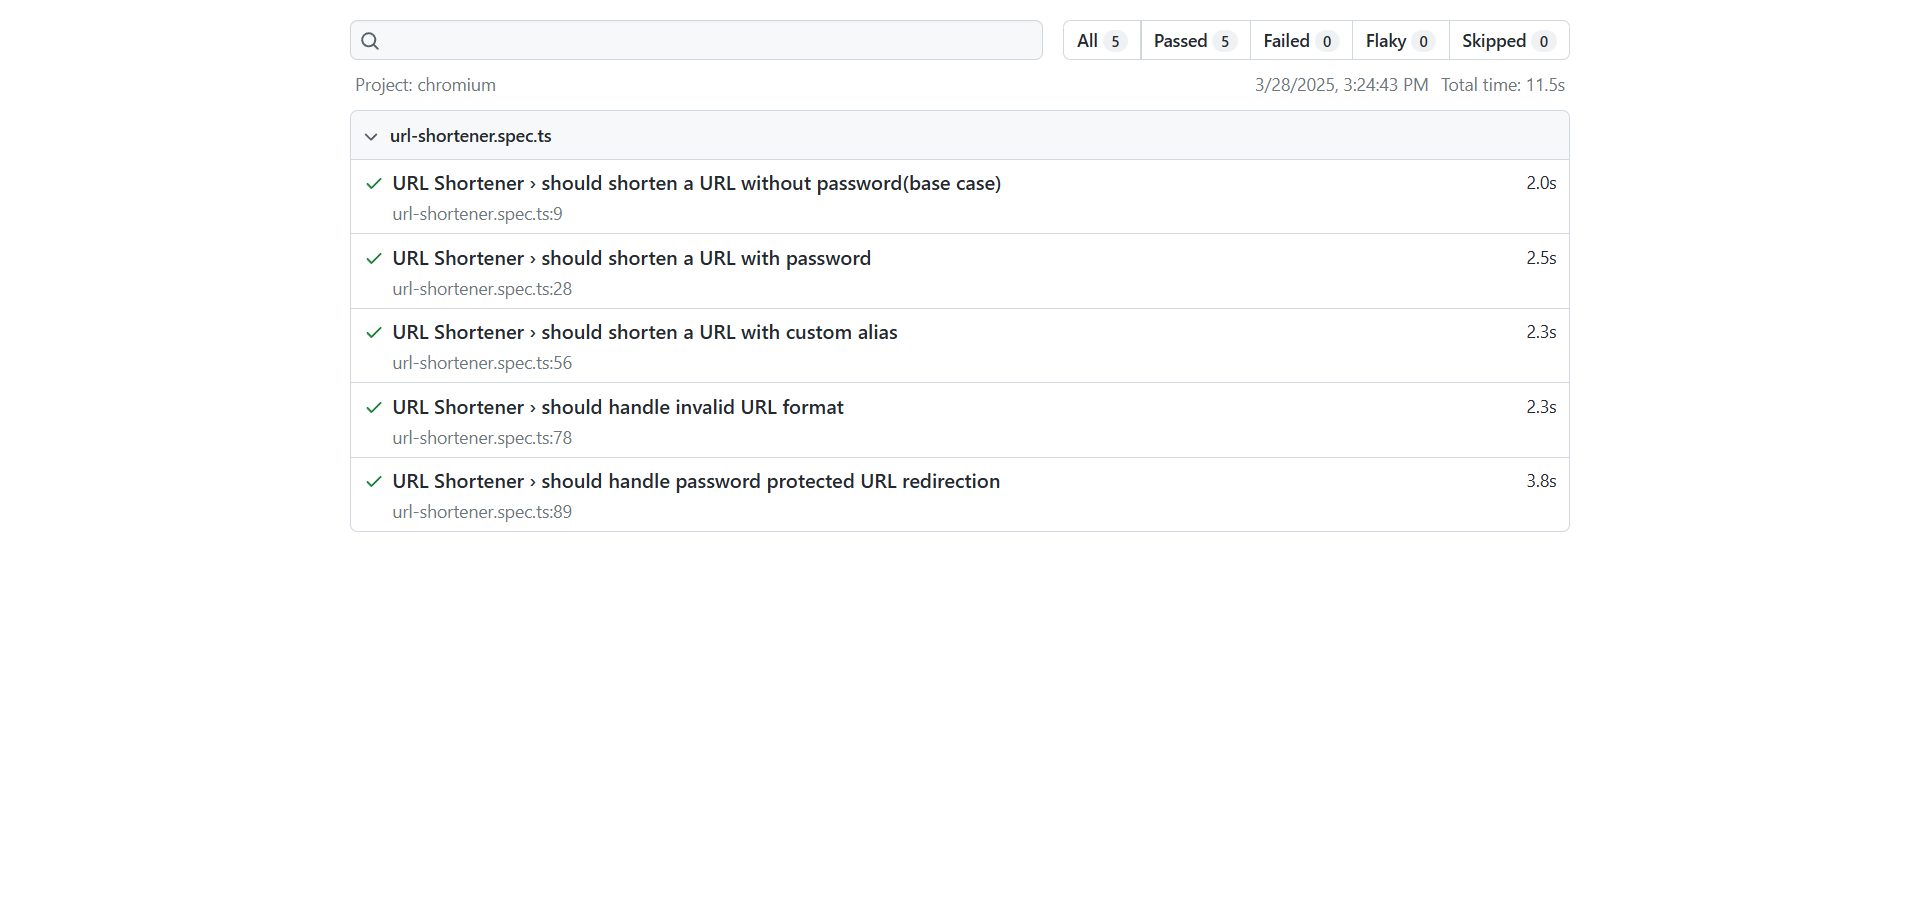 All 5 Passed 5 Failed 0 Flaky 0 Skipped 0
Project: chromium 3/28/2025, 3:24:43 PM Total time: 11.5s
url-shortener.spec.ts
URL Shortener › should shorten a URL without password(base case) 2.0s
url-shortener.spec.ts:9
URL Shortener › should shorten a URL with password 2.5s
url-shortener.spec.ts:28
URL Shortener › should shorten a URL with custom alias 2.3s
url-shortener.spec.ts:56
URL Shortener › should handle invalid URL format 2.3s
url-shortener.spec.ts:78
URL Shortener › should handle password protected URL redirection 3.8s
url-shortener.spec.ts:89